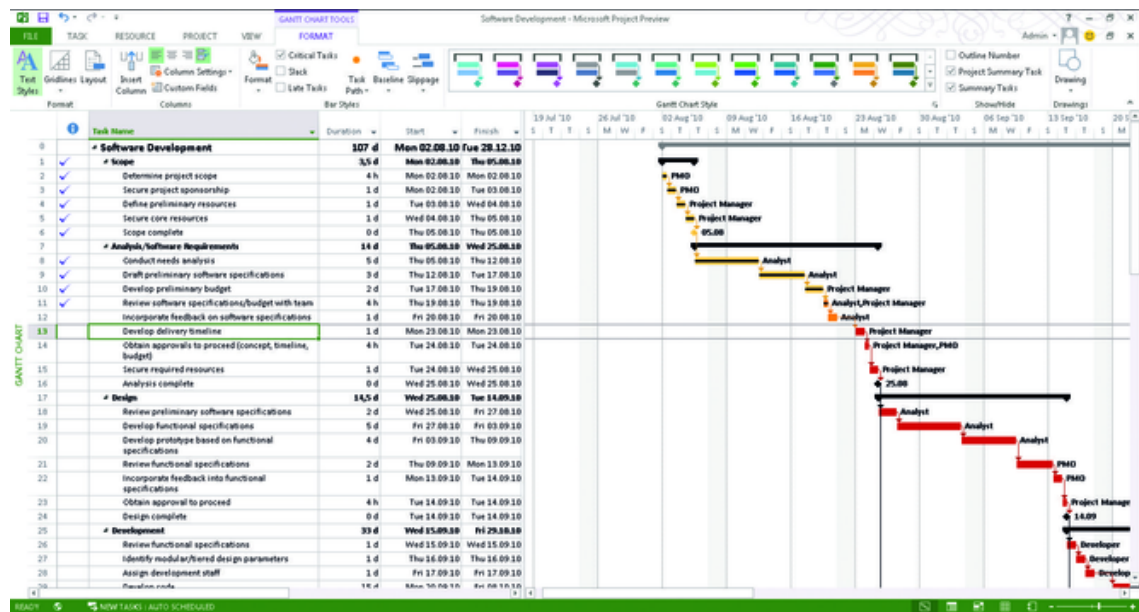 GANTT CHART TOOLS
Software Development - Microsoft Project Preview
FILE TASK RESOURCE PROJECT VIEW FORMAT Admin
Text Styles
Gridlines
Layout
Format
Insert Column
Column Settings
Custom Fields
Columns
Format
Critical Tasks
Slack
Late Tasks
Task Path
Baseline
Slippage
Bar Styles
Gantt Chart Style
Outline Number
Project Summary Task
Summary Tasks
Show/Hide
Drawing
Drawings
19 Jul '10 26 Jul '10 02 Aug '10 09 Aug '10 16 Aug '10 23 Aug '10 30 Aug '10 06 Sep '10 13 Sep '10 20 S
S T T S M W F S T T S M W F S T T S M W F S T T S M W F S T T S
Task Name Duration Start Finish
0 Software Development 107 d Mon 02.08.10 Tue 28.12.10
1 Scope 3,5 d Mon 02.08.10 Thu 05.08.10
2 Determine project scope 4 h Mon 02.08.10 Mon 02.08.10 PMO
3 Secure project sponsorship 1 d Mon 02.08.10 Tue 03.08.10 PMO
4 Define preliminary resources 1 d Tue 03.08.10 Wed 04.08.10 Project Manager
5 Secure core resources 1 d Wed 04.08.10 Thu 05.08.10 Project Manager
6 Scope complete 0 d Thu 05.08.10 Thu 05.08.10 05.08
7 Analysis/Software Requirements 14 d Thu 05.08.10 Wed 25.08.10
8 Conduct needs analysis 5 d Thu 05.08.10 Thu 12.08.10 Analyst
9 Draft preliminary software specifications 3 d Thu 12.08.10 Tue 17.08.10 Analyst
10 Develop preliminary budget 2 d Tue 17.08.10 Thu 19.08.10 Project Manager
11 Review software specifications/budget with team 4 h Thu 19.08.10 Thu 19.08.10 Analyst,Project Manager
12 Incorporate feedback on software specifications 1 d Fri 20.08.10 Fri 20.08.10 Analyst
13 Develop delivery timeline 1 d Mon 23.08.10 Mon 23.08.10 Project Manager
14 Obtain approvals to proceed (concept, timeline, 4 h Tue 24.08.10 Tue 24.08.10 Project Manager,PMO
budget)
15 Secure required resources 1 d Tue 24.08.10 Wed 25.08.10 Project Manager
16 Analysis complete 0 d Wed 25.08.10 Wed 25.08.10 25.08
17 Design 14,5 d Wed 25.08.10 Tue 14.09.10
18 Review preliminary software specifications 2 d Wed 25.08.10 Fri 27.08.10 Analyst
19 Develop functional specifications 5 d Fri 27.08.10 Fri 03.09.10 Analyst
20 Develop prototype based on functional 4 d Fri 03.09.10 Thu 09.09.10 Analyst
specifications
21 Review functional specifications 2 d Thu 09.09.10 Mon 13.09.10 PMO
22 Incorporate feedback into functional 1 d Mon 13.09.10 Tue 14.09.10 PMO
specifications
23 Obtain approval to proceed 4 h Tue 14.09.10 Tue 14.09.10 Project Manage
24 Design complete 0 d Tue 14.09.10 Tue 14.09.10 14.09
25 Development 33 d Wed 15.09.10 Fri 29.10.10
26 Review functional specifications 1 d Wed 15.09.10 Wed 15.09.10 Developer
27 Identify modular/tiered design parameters 1 d Thu 16.09.10 Thu 16.09.10 Developer
28 Assign development staff 1 d Fri 17.09.10 Fri 17.09.10 Develop
29 Develop code 15 d Mon 20.09.10 Fri 08.10.10
GANTT CHART
READY NEW TASKS : AUTO SCHEDULED